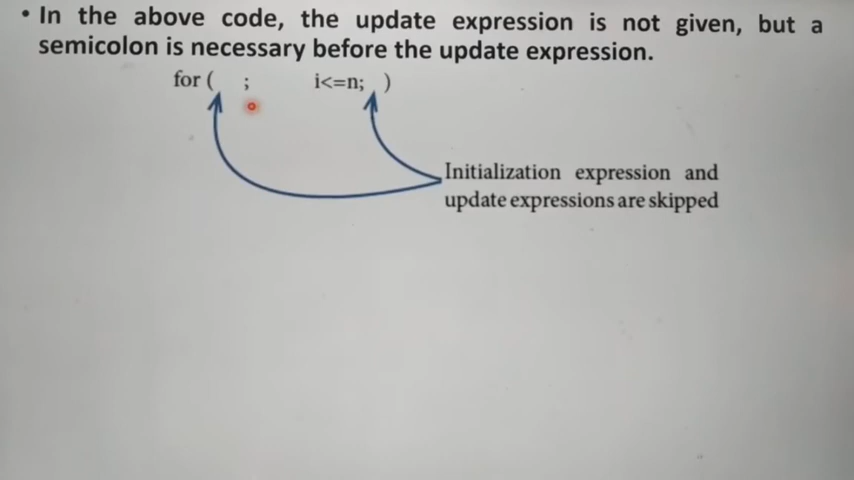 • In the above code, the update expression is not given, but a
semicolon is necessary before the update expression.
for ( ; i<=n; )
Initialization expression and
update expressions are skipped